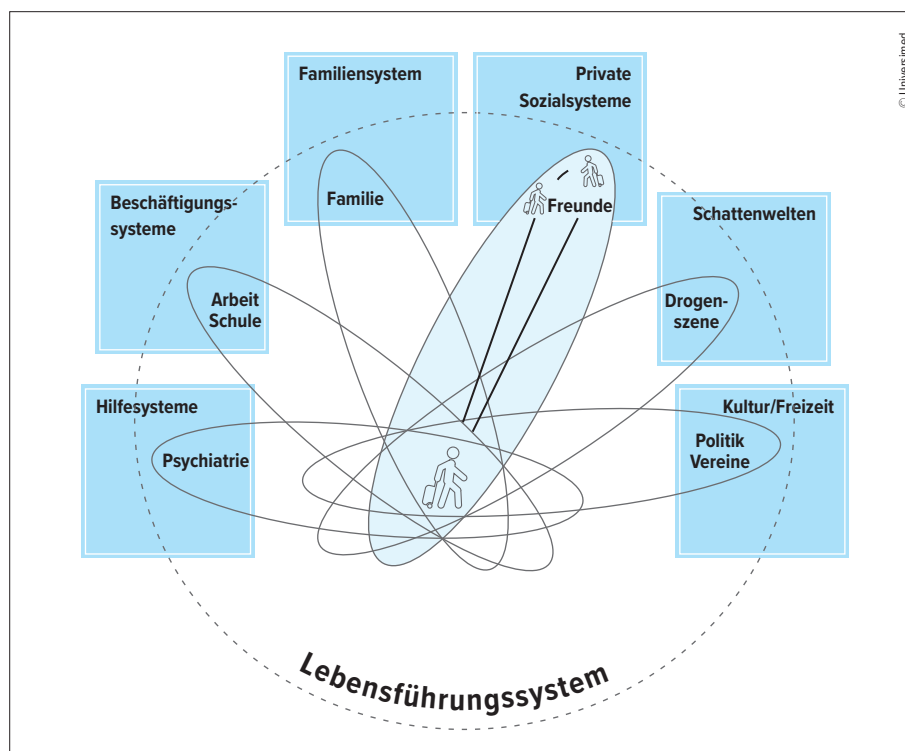 © Universimed
Familiensystem
Familie
Private
Sozialsysteme
Freunde
Beschäftigungs-
systeme
Arbeit
Schule
Schattenwelten
Drogen-
szene
Hilfesysteme
Psychiatrie
Kultur/Freizeit
Politik
Vereine
Lebensführungssystem